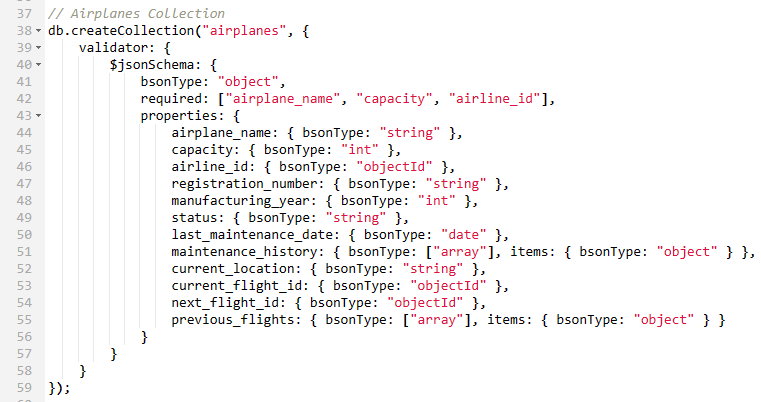 37 // Airplanes Collection
38 db.createCollection("airplanes", {
39     validator: {
40         $jsonSchema: {
41             bsonType: "object",
42             required: ["airplane_name", "capacity", "airline_id"],
43             properties: {
44                 airplane_name: { bsonType: "string" },
45                 capacity: { bsonType: "int" },
46                 airline_id: { bsonType: "objectId" },
47                 registration_number: { bsonType: "string" },
48                 manufacturing_year: { bsonType: "int" },
49                 status: { bsonType: "string" },
50                 last_maintenance_date: { bsonType: "date" },
51                 maintenance_history: { bsonType: ["array"], items: { bsonType: "object" } },
52                 current_location: { bsonType: "string" },
53                 current_flight_id: { bsonType: "objectId" },
54                 next_flight_id: { bsonType: "objectId" },
55                 previous_flights: { bsonType: ["array"], items: { bsonType: "object" } }
56             }
57         }
58     }
59 });